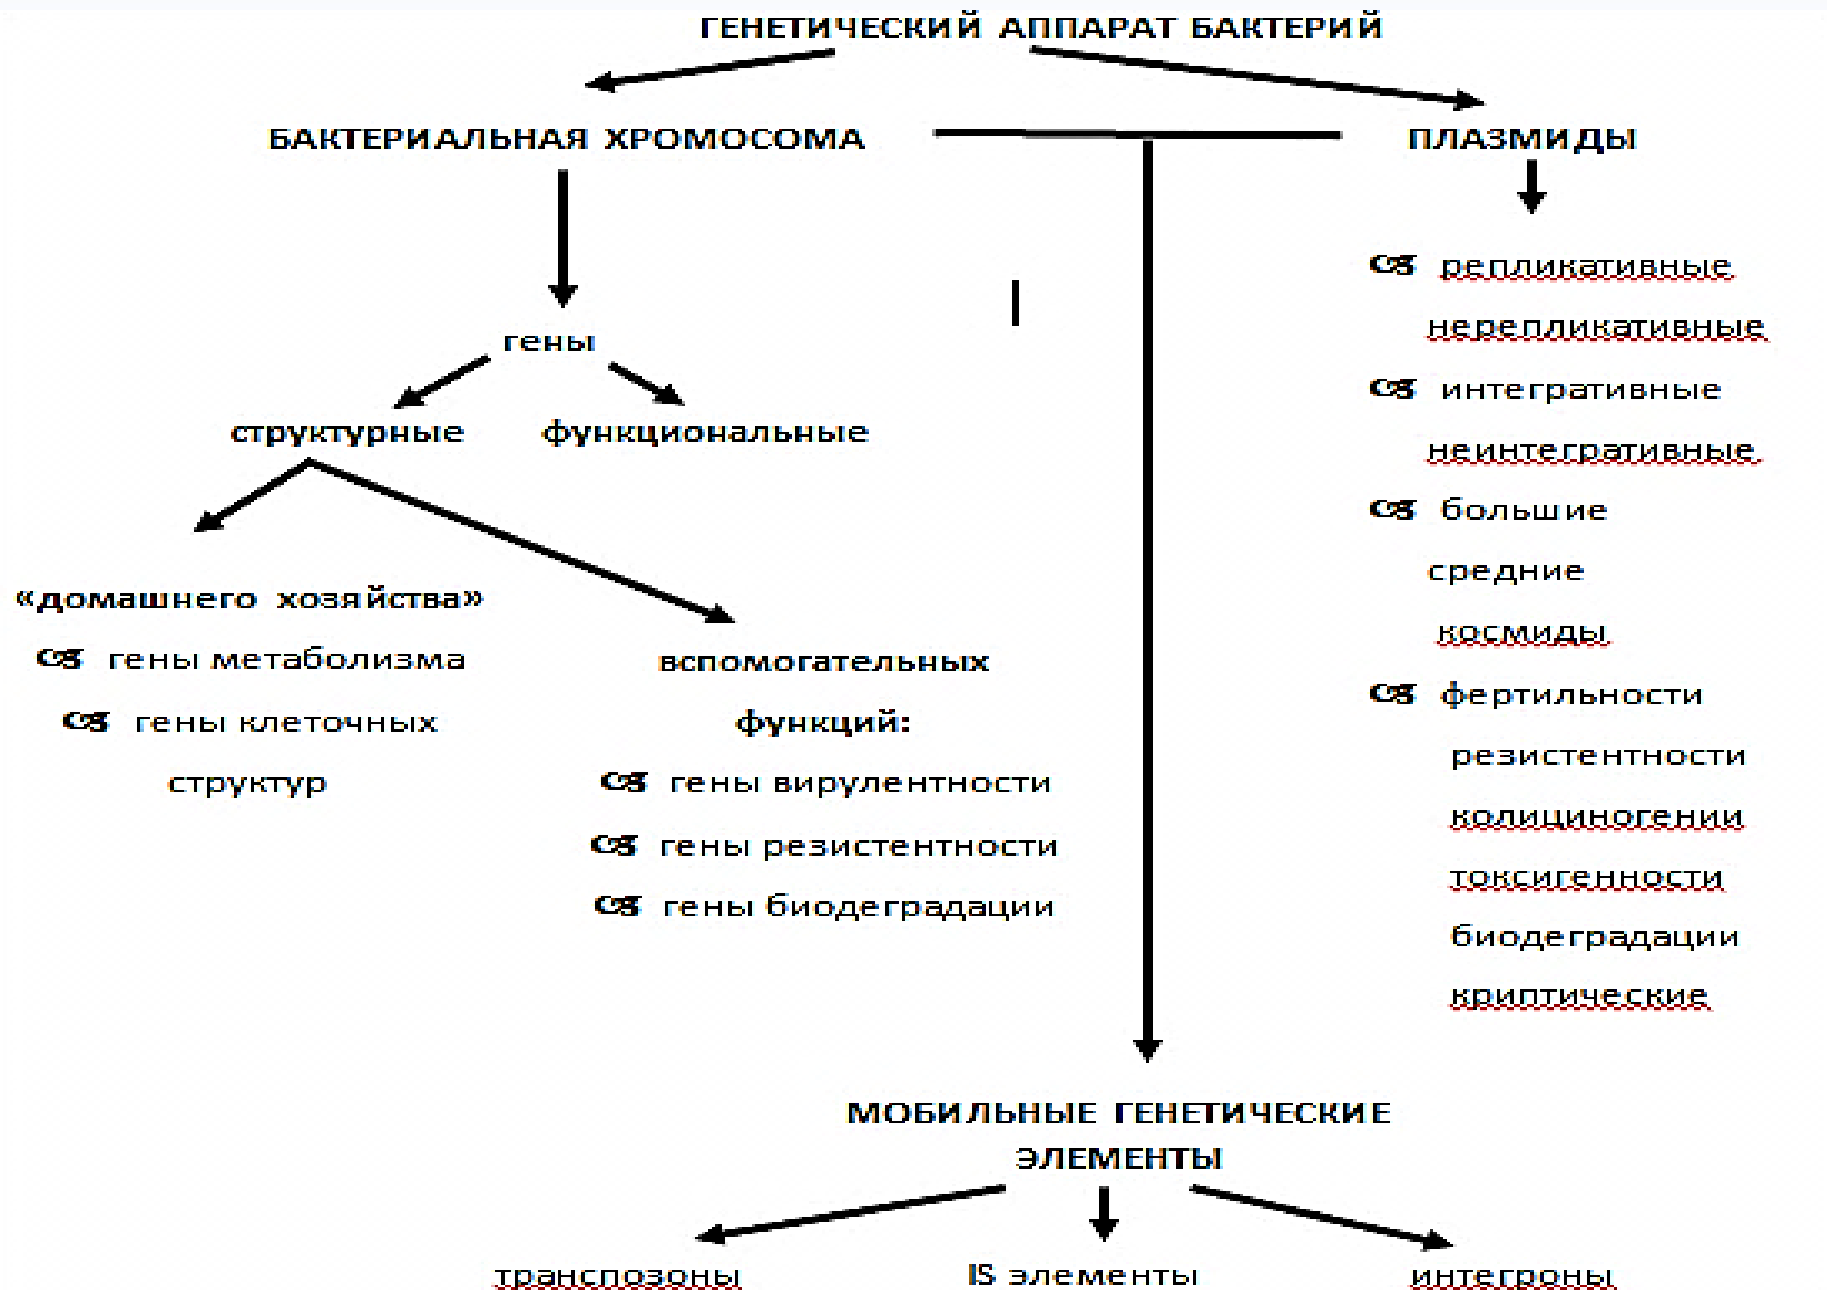 ГЕНЕТИЧЕСКИЙ АППАРАТ БАКТЕРИЙ
БАКТЕРИАЛЬНАЯ ХРОМОСОМА
ПЛАЗМИДЫ
гены
структурные
функциональные
«домашнего хозяйства»
гены метаболизма
гены клеточных
структур
вспомогательных
функций:
гены вирулентности
гены резистентности
гены биодеградации
репликативные
нерепликативные
интегративные
неинтегративные
большие
средние
космиды
фертильности
резистентности
колициногении
токсигенности
биодеградации
криптические
МОБИЛЬНЫЕ ГЕНЕТИЧЕСКИЕ
ЭЛЕМЕНТЫ
транспозоны
IS элементы
интегроны